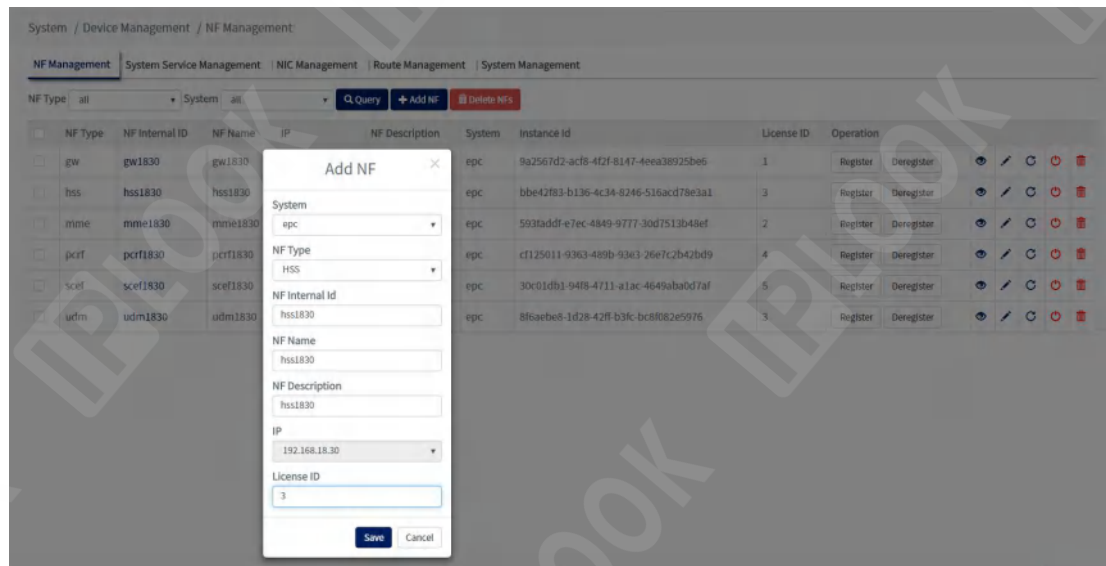 System / Device Management / NF Management
NF Management System Service Management NIC Management Route Management System Management
NF Type all System all Query + Add NF Delete NFs
NF Type NF Internal ID NF Name IP NF Description System Instance Id License ID Operation
gw gw1830 gw1830 epc 9a2567d2-acf8-4f2f-8147-4eea38925be6 1 Register Deregister
hss hss1830 hss1830 epc bbe42f83-b136-4c34-8246-516acd78e3a1 3 Register Deregister
mme mme1830 mme1830 epc 593faddf-e7ec-4849-9777-30d7513b48ef 2 Register Deregister
pcrf pcrf1830 pcrf1830 epc cf125011-9363-489b-93e3-26e7c2b42bd9 4 Register Deregister
scef scef1830 scef1830 epc 30c01db1-94f8-4711-a1ac-4649aba0d7af 5 Register Deregister
udm udm1830 udm1830 epc 8f6aebe8-1d28-42ff-b3fc-bc8f082e5976 3 Register Deregister
Add NF
System
epc
NF Type
HSS
NF Internal Id
hss1830
NF Name
hss1830
NF Description
hss1830
IP
192.168.18.30
License ID
3
Save Cancel
IPLOOK
IPLOOK
IPLOOK